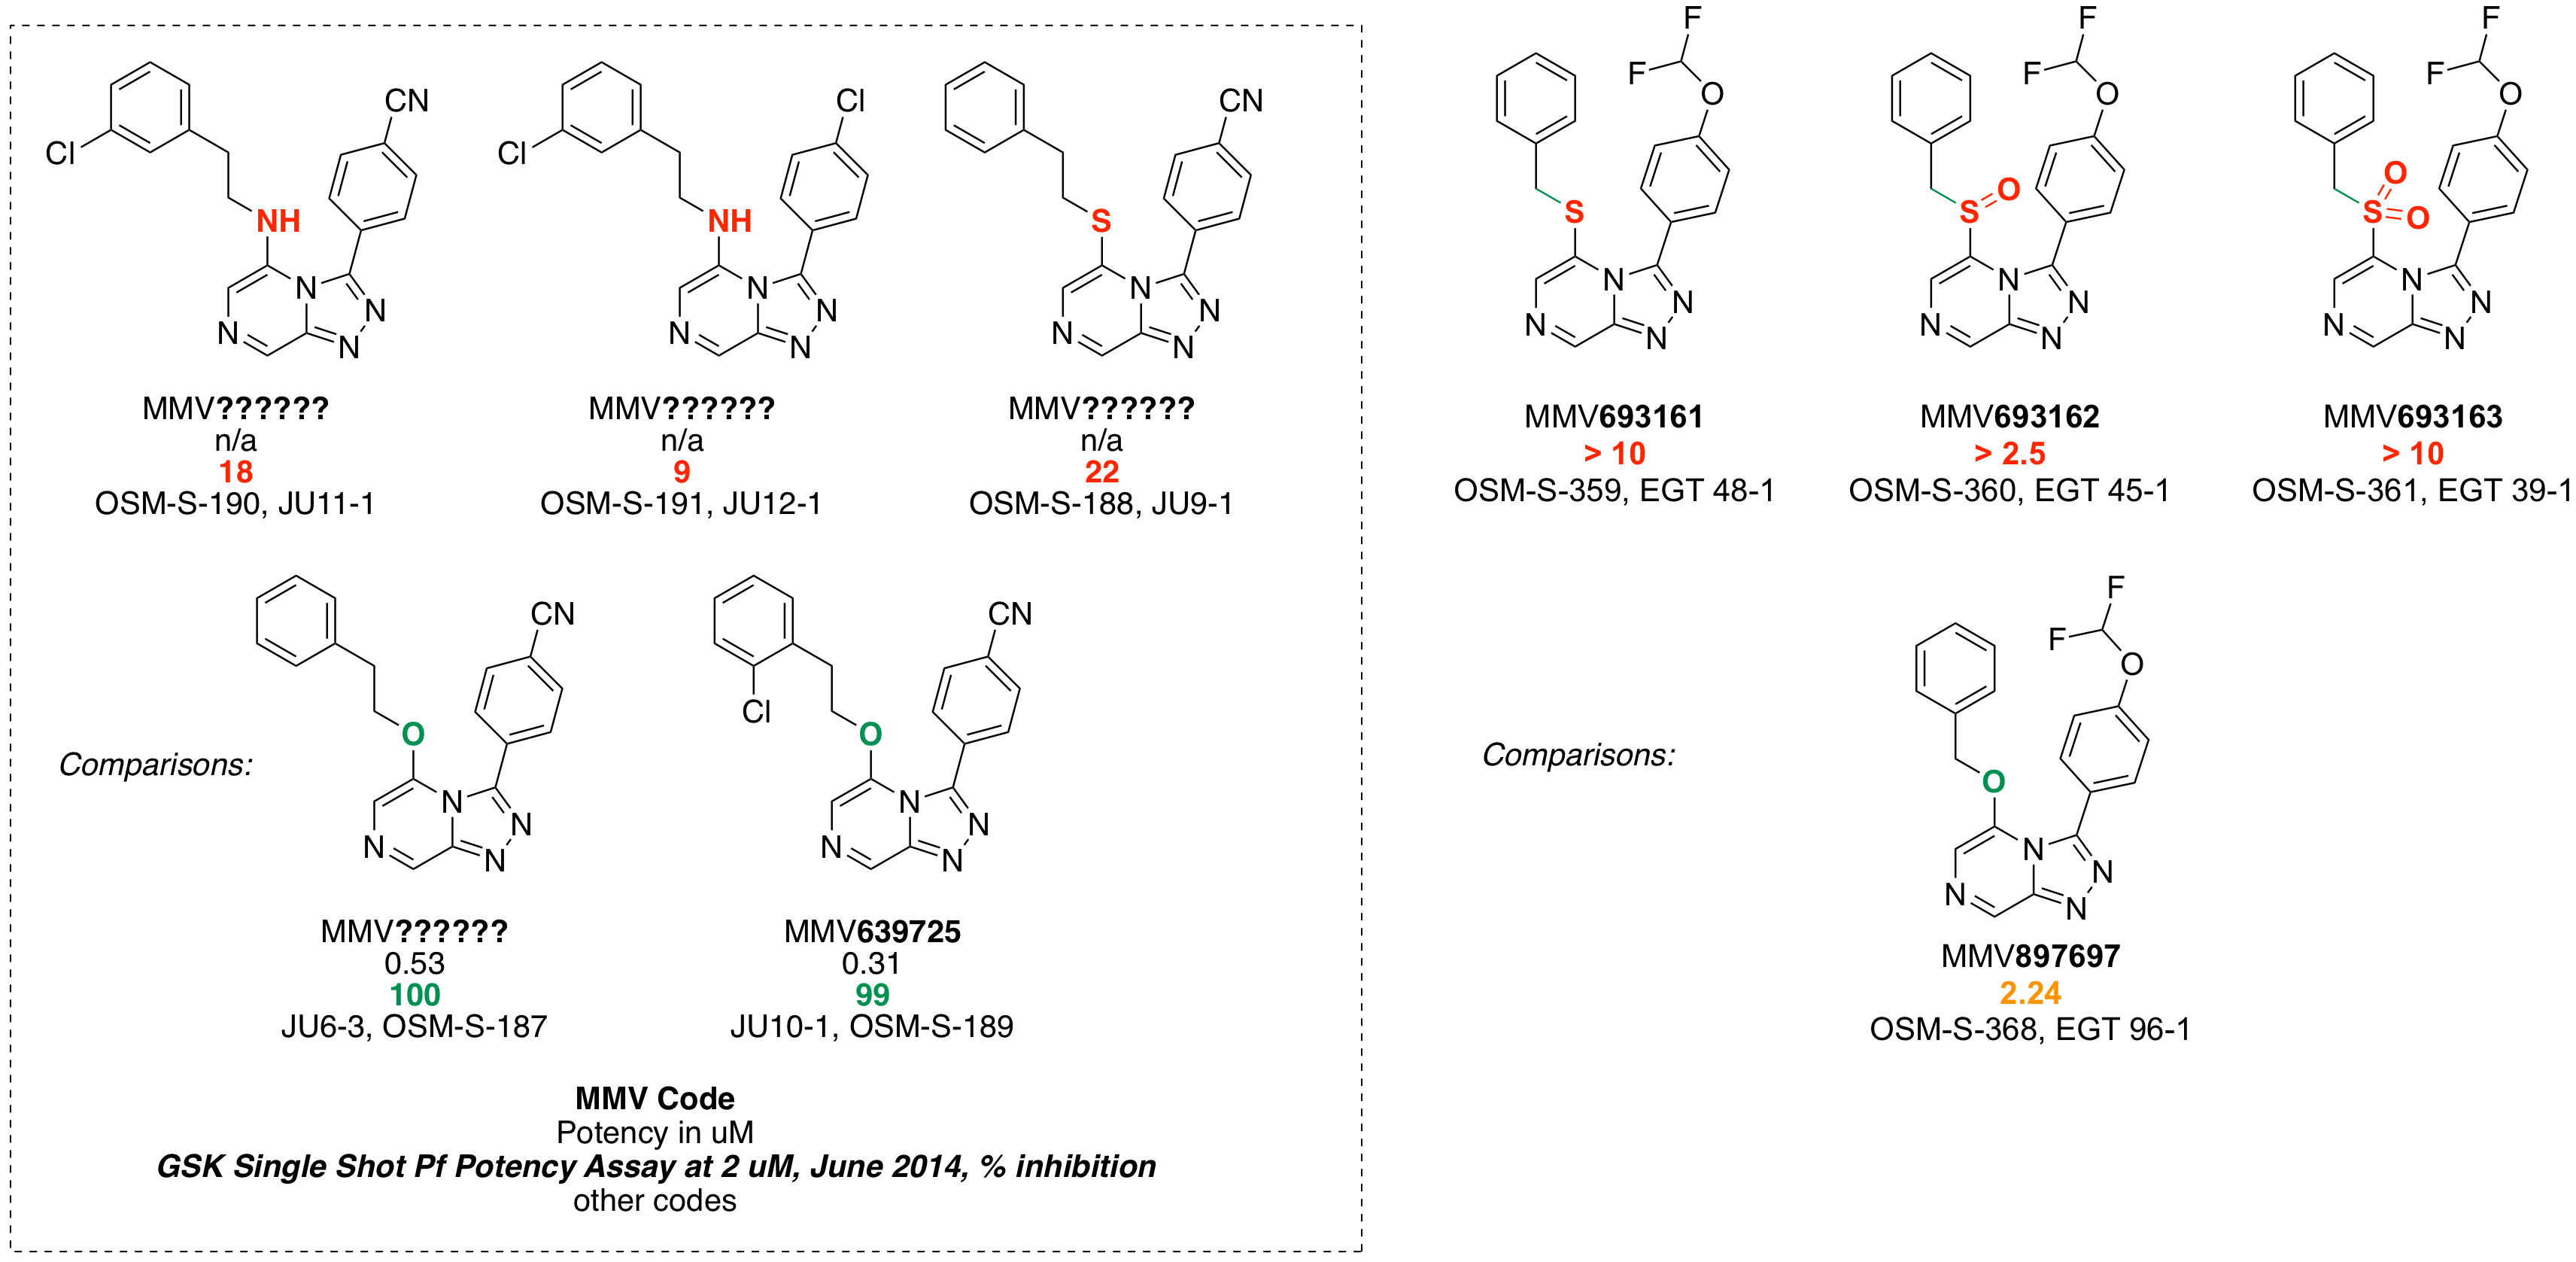 CN
Cl
NH
N
N
N
N
MMV??????
n/a
18
OSM-S-190, JU11-1
Cl
Cl
NH
N
N
N
N
MMV??????
n/a
9
OSM-S-191, JU12-1
CN
S
N
N
N
N
MMV??????
n/a
22
OSM-S-188, JU9-1
F
F
O
S
N
N
N
N
MMV693161
> 10
OSM-S-359, EGT 48-1
F
F
O
O
S
N
N
N
N
MMV693162
> 2.5
OSM-S-360, EGT 45-1
F
F
O
O
S
O
N
N
N
N
MMV693163
> 10
OSM-S-361, EGT 39-1
Comparisons:
CN
O
N
N
N
N
MMV??????
0.53
100
JU6-3, OSM-S-187
CN
Cl
O
N
N
N
N
MMV639725
0.31
99
JU10-1, OSM-S-189
MMV Code
Potency in uM
GSK Single Shot Pf Potency Assay at 2 uM, June 2014, % inhibition
other codes
Comparisons:
F
F
O
O
N
N
N
N
MMV897697
2.24
OSM-S-368, EGT 96-1